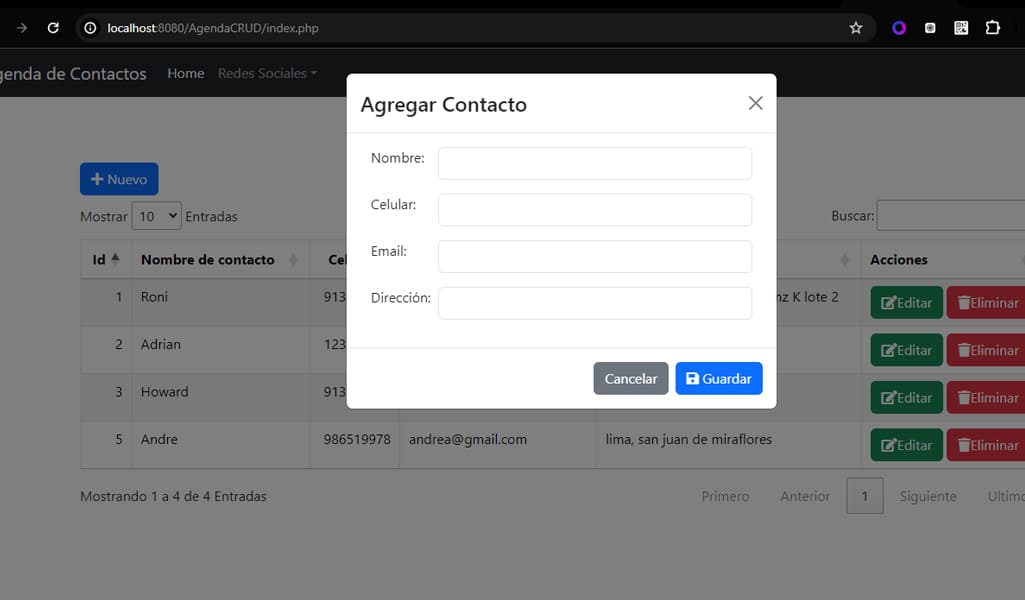 localhost:8080/AgendaCRUD/index.php
genda de Contactos Home Redes Sociales
Agregar Contacto
Nombre:
Celular:
Email:
Dirección:
Cancelar Guardar
Nuevo
Mostrar 10 Entradas Buscar:
Id Nombre de contacto Cel Acciones
1 Roni 913 mz K lote 2 Editar Eliminar
2 Adrian 123 Editar Eliminar
3 Howard 913 Editar Eliminar
5 Andre 986519978 andrea@gmail.com lima, san juan de miraflores Editar Eliminar
Mostrando 1 a 4 de 4 Entradas Primero Anterior 1 Siguiente Ultimo